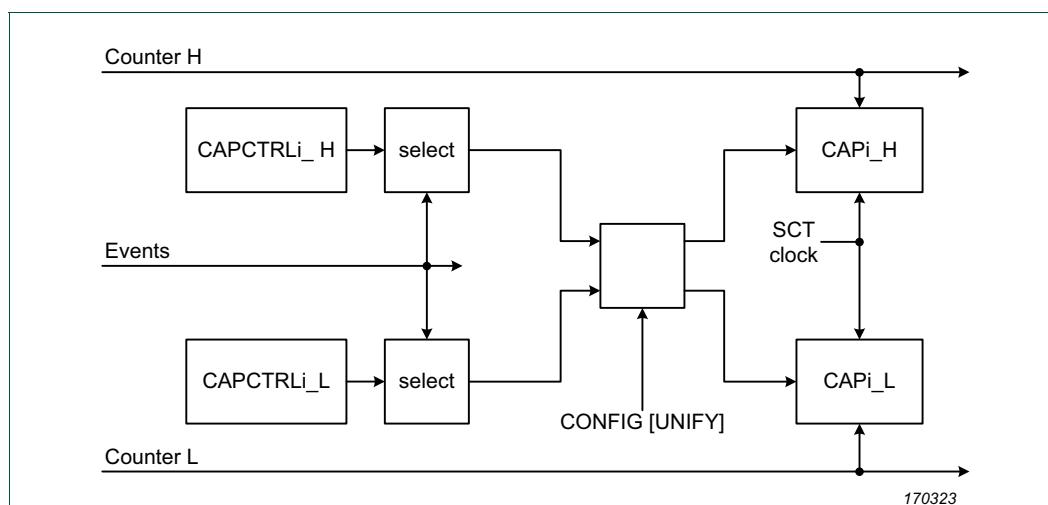 Counter H
CAPCTRLi_ H
select
CAPi_H
Events
SCT
clock
CAPCTRLi_L
select
CAPi_L
CONFIG [UNIFY]
Counter L
170323